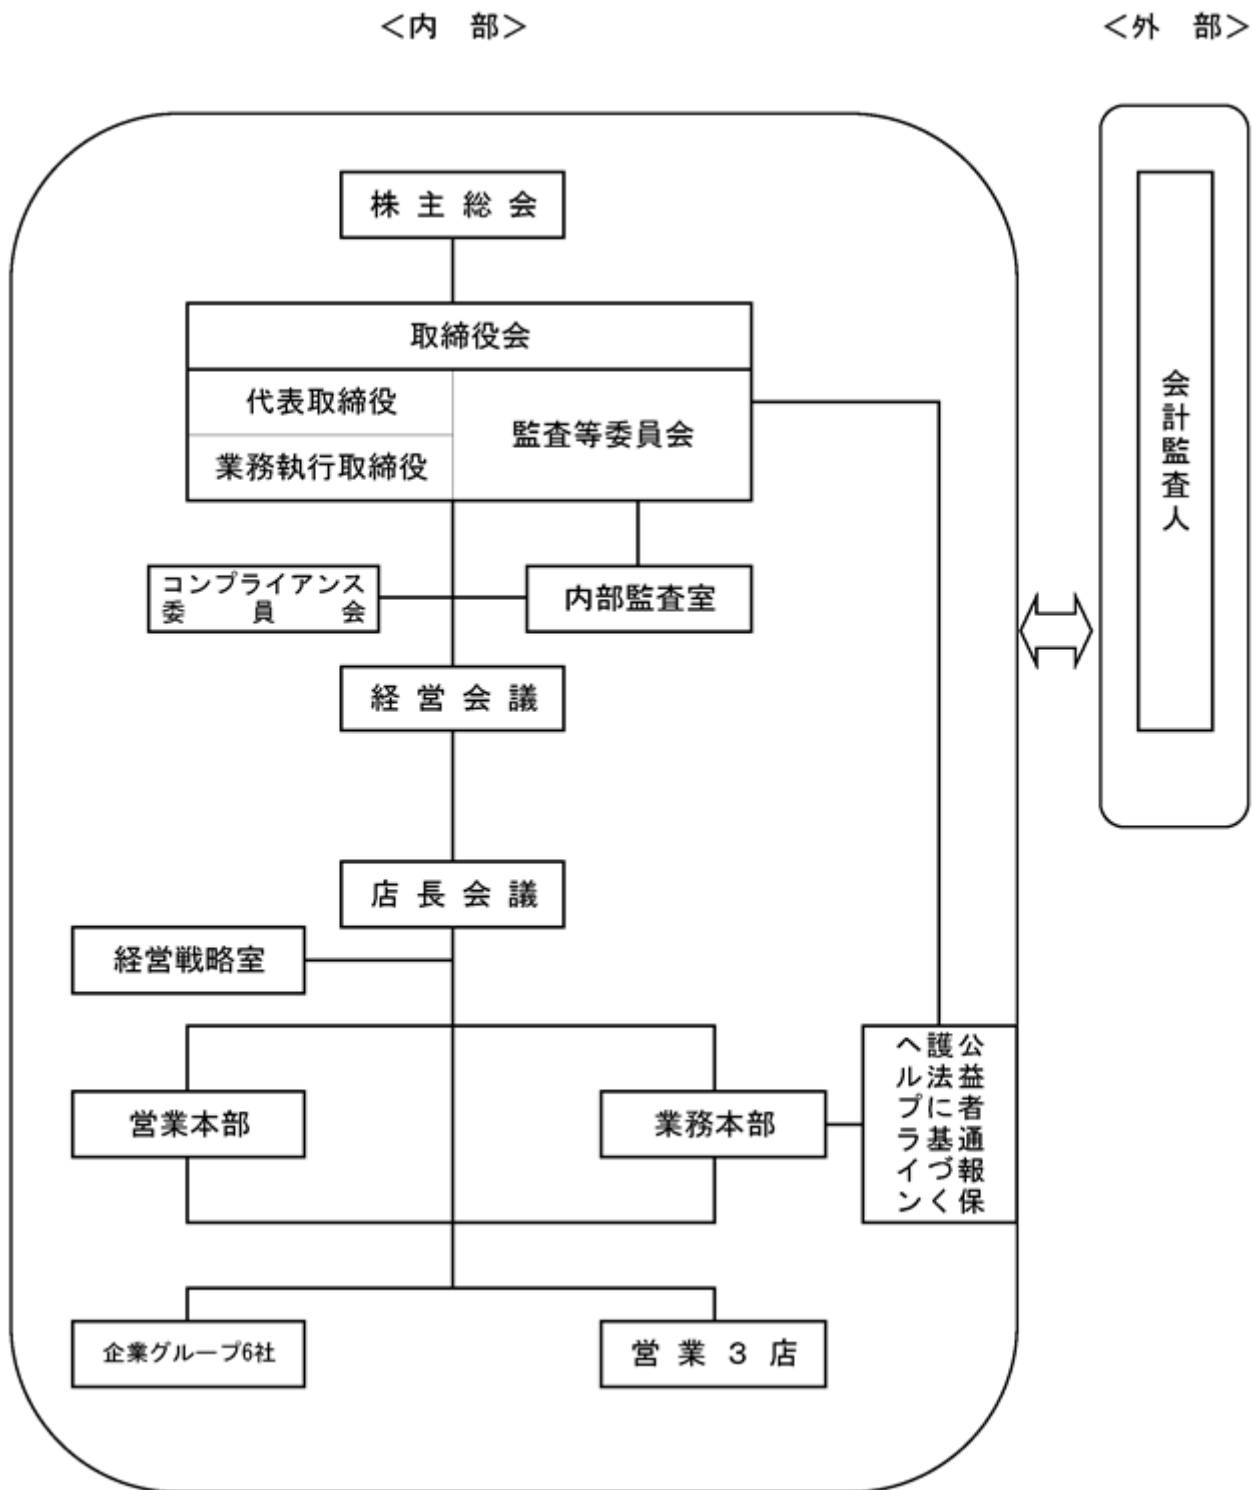 ＜内　部＞
＜外　部＞
株 主 総 会
取締役会
代表取締役
業務執行取締役
監査等委員会
会計監査人
コンプライアンス
委　員　会
内部監査室
経 営 会 議
店 長 会 議
経営戦略室
営業本部
業務本部
公益者通報保
護法に基づく
ヘルプライン
企業グループ6社
営 業 ３ 店